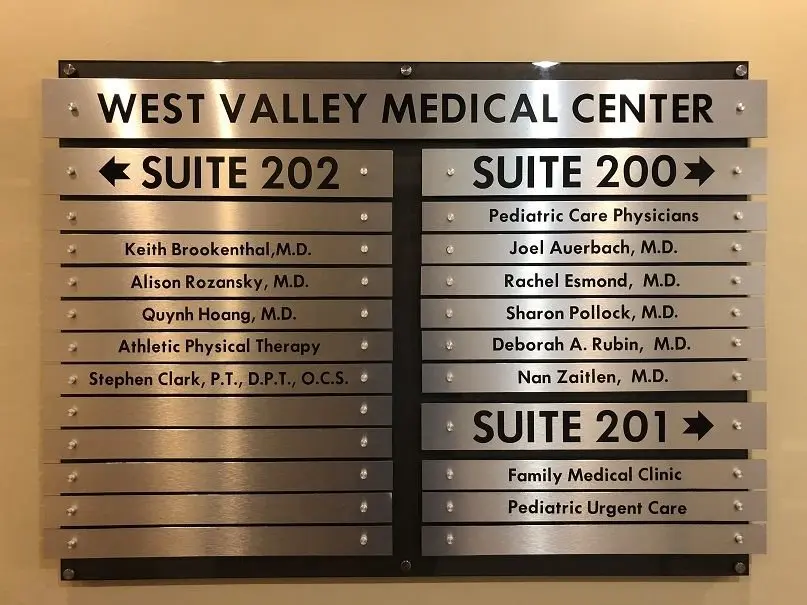 WEST VALLEY MEDICAL CENTER
SUITE 202
Keith Brookenthal,M.D.
Alison Rozansky, M.D.
Quynh Hoang, M.D.
Athletic Physical Therapy
Stephen Clark, P.T., D.P.T., O.C.S.
SUITE 200
Pediatric Care Physicians
Joel Auerbach, M.D.
Rachel Esmond, M.D.
Sharon Pollock, M.D.
Deborah A. Rubin, M.D.
Nan Zaitlen, M.D.
SUITE 201
Family Medical Clinic
Pediatric Urgent Care